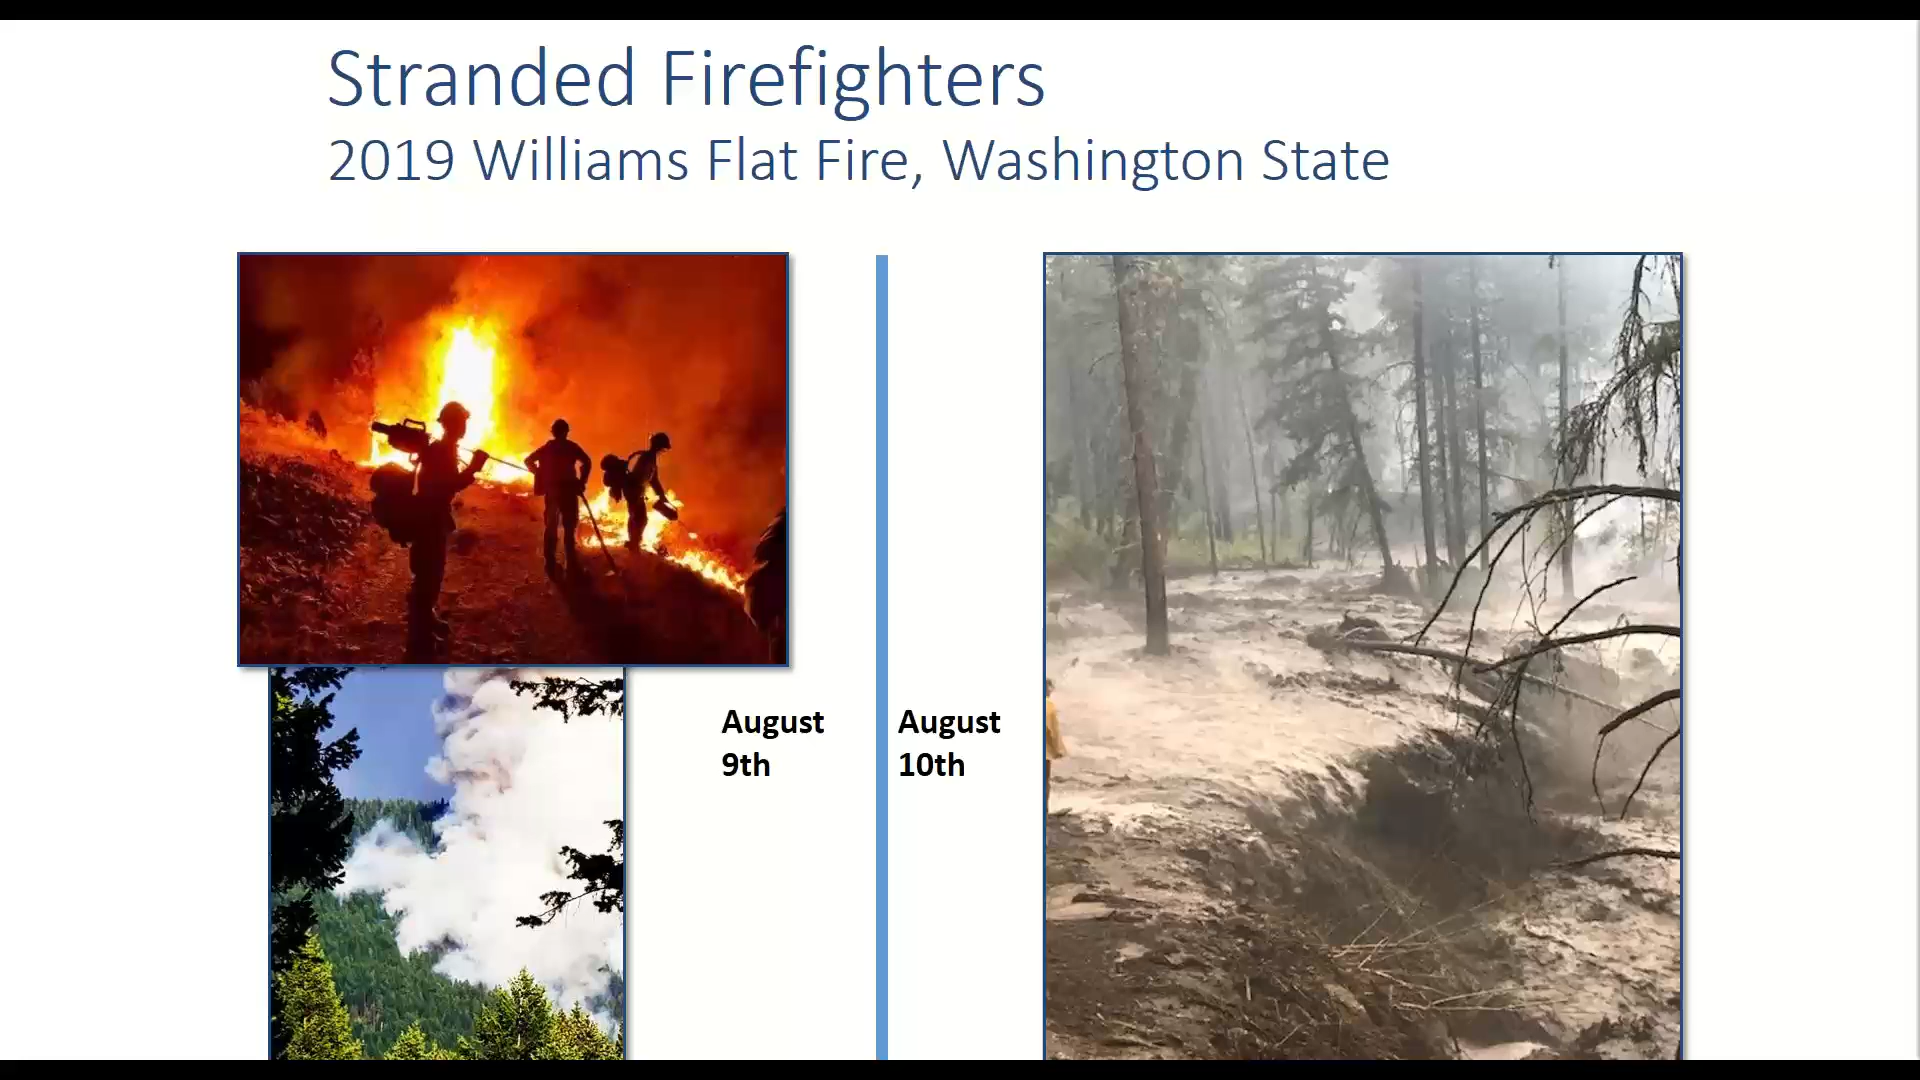 Stranded Firefighters
2019 Williams Flat Fire, Washington State
August
9th
August
10th